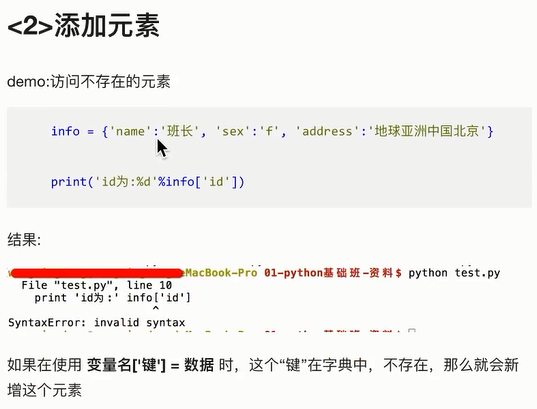 <2>添加元素
demo:访问不存在的元素
info = {'name':'班长', 'sex':'f', 'address':'地球亚洲中国北京'}
print('id为:%d'%info['id'])
结果:
eMacBook-Pro 01-python基础班-资料$ python test.py
File "test.py", line 10
print 'id为:' info['id']
^
SyntaxError: invalid syntax
如果在使用 变量名['键'] = 数据 时，这个“键”在字典中，不存在，那么就会新
增这个元素